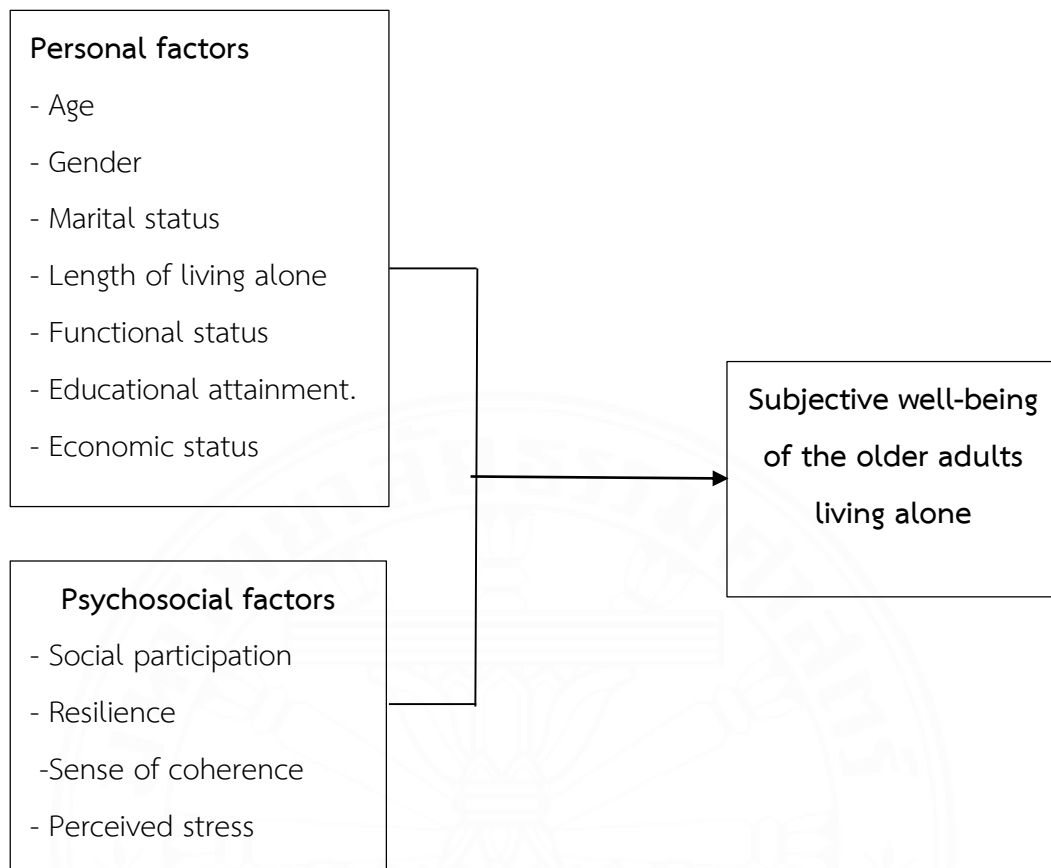 Personal factors
- Age
- Gender
- Marital status
- Length of living alone
- Functional status
- Educational attainment.
- Economic status
Subjective well-being
of the older adults
living alone
Psychosocial factors
- Social participation
- Resilience
-Sense of coherence
- Perceived stress